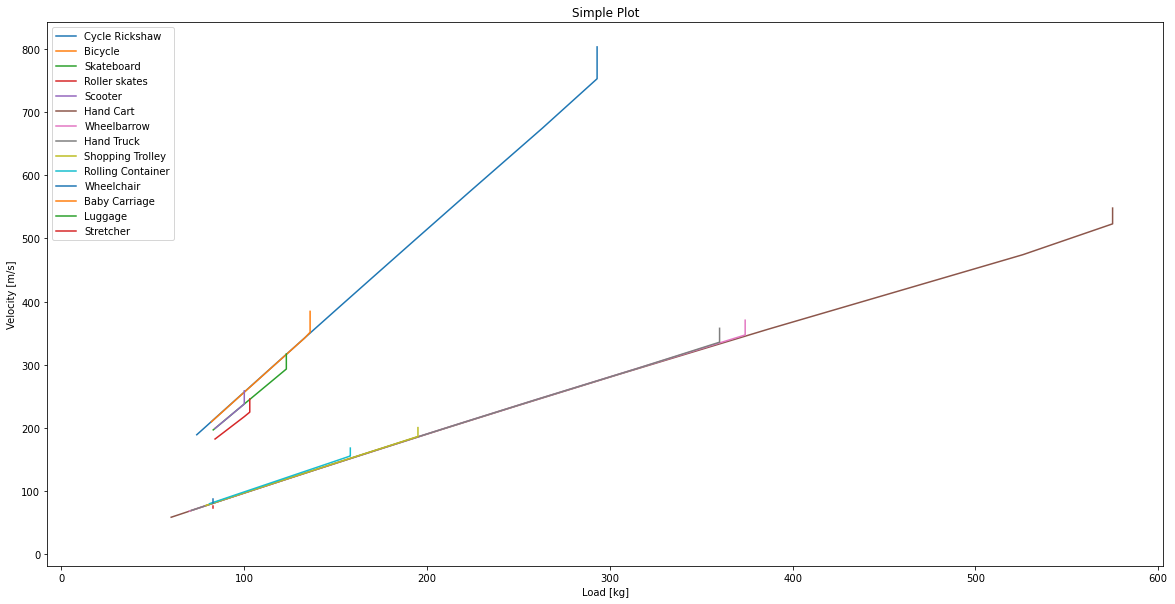 Simple Plot
Cycle Rickshaw
Bicycle
Skateboard
Roller skates
Scooter
Hand Cart
Wheelbarrow
Hand Truck
Shopping Trolley
Rolling Container
Wheelchair
Baby Carriage
Luggage
Stretcher
800
700
600
500
400
300
200
100
0
Velocity [m/s]
0 100 200 300 400 500 600
Load [kg]